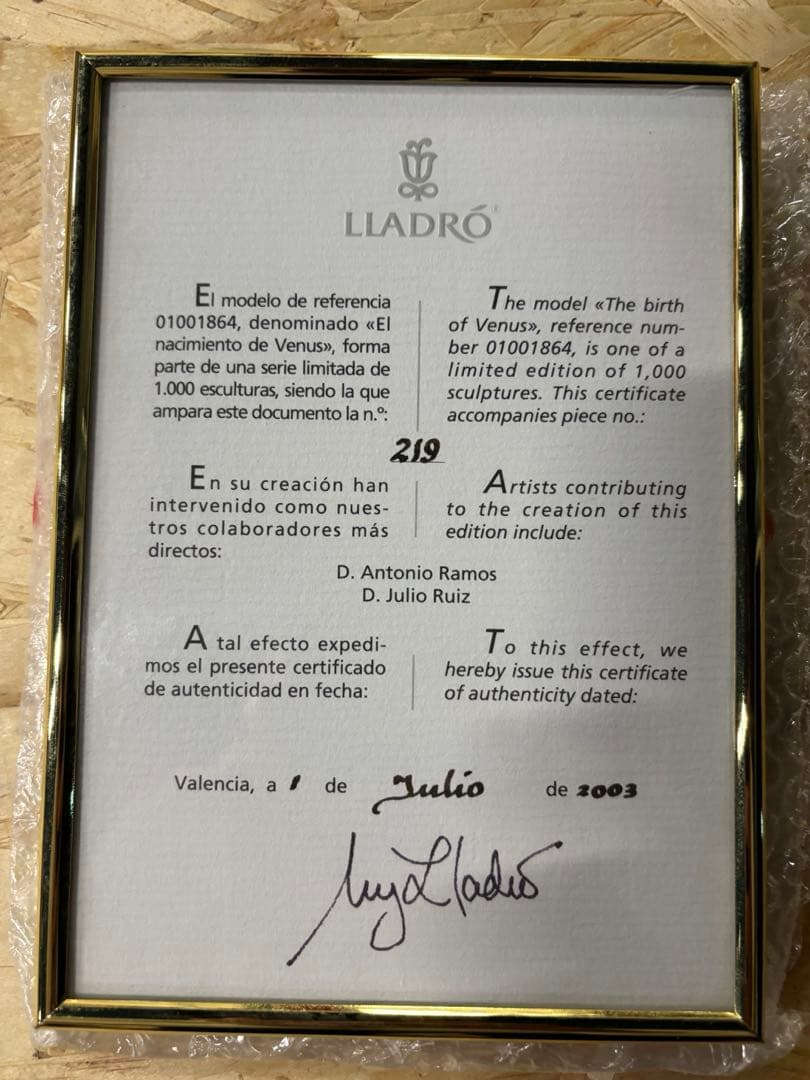 LLADRÓ
El modelo de referencia
01001864, denominado «El
nacimiento de Venus», forma
parte de una serie limitada de
1.000 esculturas, siendo la que
ampara este documento la n.º:
The model «The birth
of Venus», reference num-
ber 01001864, is one of a
limited edition of 1,000
sculptures. This certificate
accompanies piece no.:
219
En su creación han
intervenido como nues-
tros colaboradores más
directos:
Artists contributing
to the creation of this
edition include:
D. Antonio Ramos
D. Julio Ruiz
A tal efecto expedi-
mos el presente certificado
de autenticidad en fecha:
To this effect, we
hereby issue this certificate
of authenticity dated:
Valencia, a 1 de Julio de 2003
Lladró